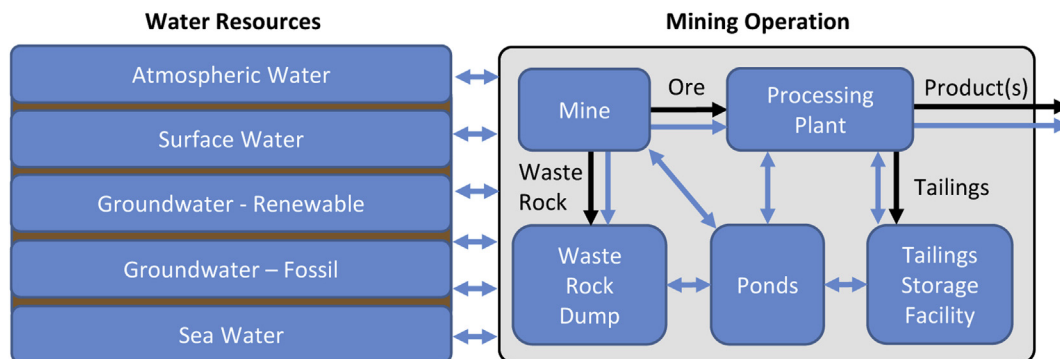 Water Resources
Mining Operation
Atmospheric Water
Surface Water
Groundwater - Renewable
Groundwater – Fossil
Sea Water
Mine
Ore
Processing
Plant
Product(s)
Waste
Rock
Tailings
Waste
Rock
Dump
Ponds
Tailings
Storage
Facility